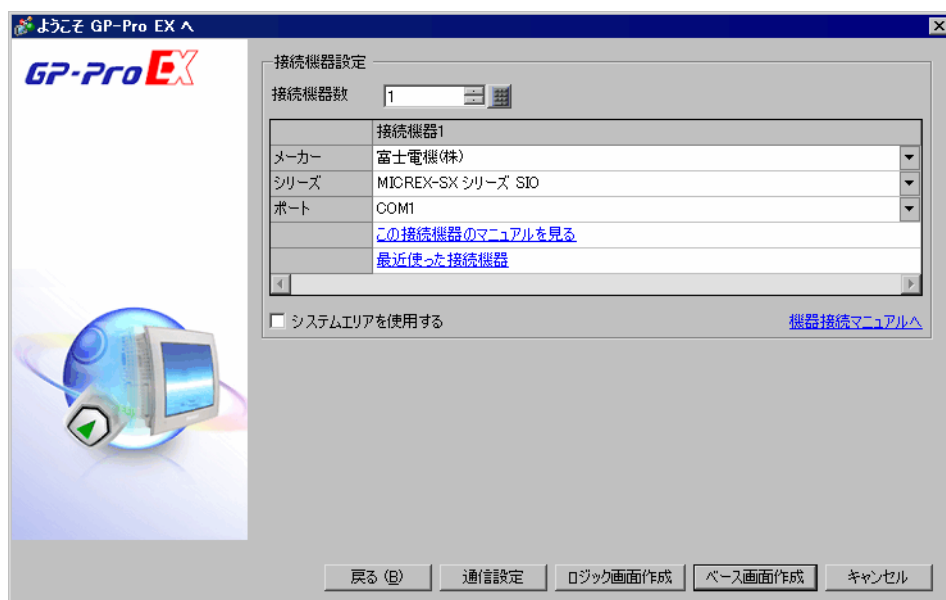 ようこそ GP-Pro EX へ
GP-Pro EX
接続機器設定
接続機器数 1
接続機器1
メーカー 富士電機(株)
シリーズ MICREX-SX シリーズ SIO
ポート COM1
この接続機器のマニュアルを見る
最近使った接続機器
システムエリアを使用する 機器接続マニュアルへ
戻る (B) 通信設定 ロジック画面作成 ベース画面作成 キャンセル